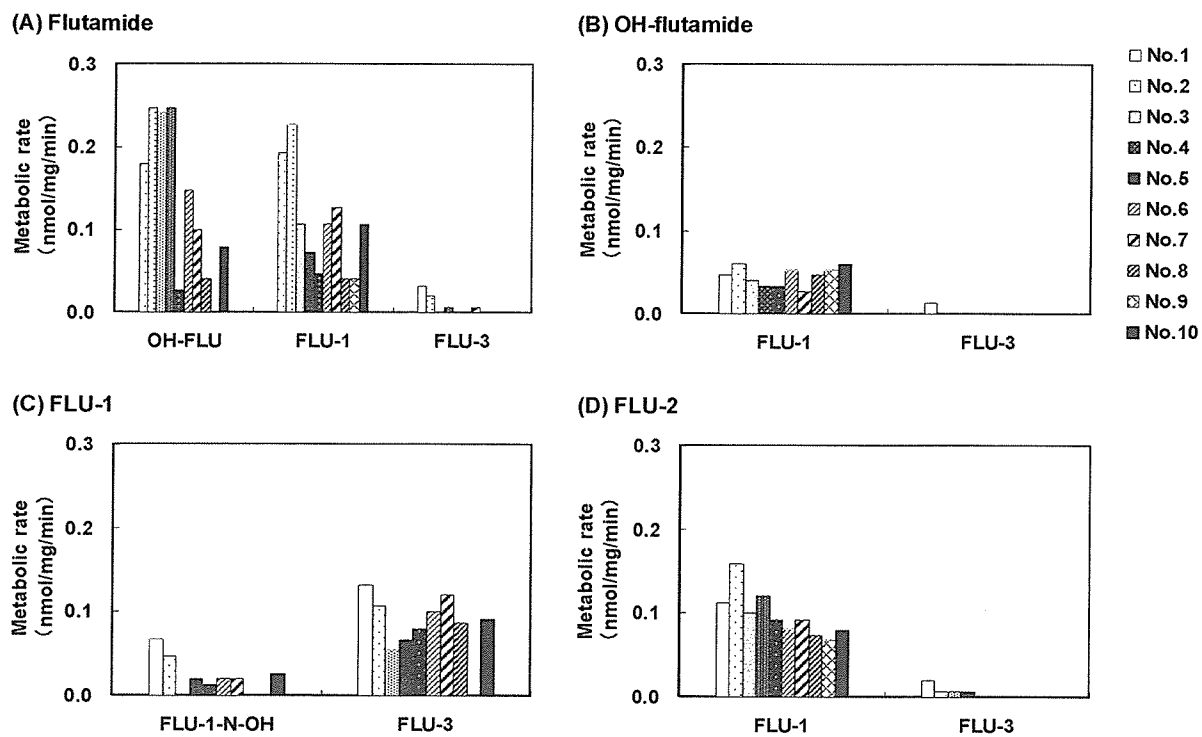 (A) Flutamide
0.3
0.2
0.1
0.0
Metabolic rate
(nmol/mg/min)
OH-FLU
FLU-1
FLU-3
(B) OH-flutamide
0.3
0.2
0.1
0.0
Metabolic rate
(nmol/mg/min)
FLU-1
FLU-3
No.1
No.2
No.3
No.4
No.5
No.6
No.7
No.8
No.9
No.10
(C) FLU-1
0.3
0.2
0.1
0.0
Metabolic rate
(nmol/mg/min)
FLU-1-N-OH
FLU-3
(D) FLU-2
0.3
0.2
0.1
0.0
Metabolic rate
(nmol/mg/min)
FLU-1
FLU-3